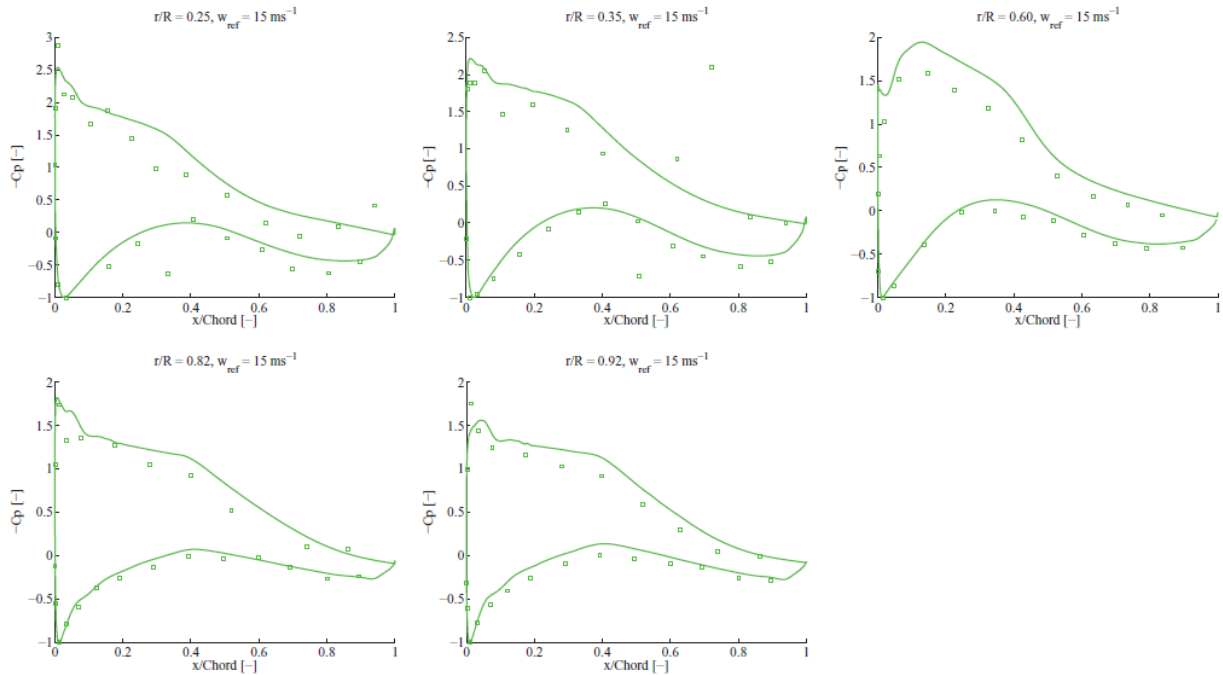 r/R = 0.25, w_ref = 15 ms⁻¹
3
2.5
2
1.5
1
0.5
0
−0.5
−1
−Cp [−]
0 0.2 0.4 0.6 0.8 1
x/Chord [−]
r/R = 0.35, w_ref = 15 ms⁻¹
2.5
2
1.5
1
0.5
0
−0.5
−1
−Cp [−]
0 0.2 0.4 0.6 0.8 1
x/Chord [−]
r/R = 0.60, w_ref = 15 ms⁻¹
2
1.5
1
0.5
0
−0.5
−1
−Cp [−]
0 0.2 0.4 0.6 0.8 1
x/Chord [−]
r/R = 0.82, w_ref = 15 ms⁻¹
2
1.5
1
0.5
0
−0.5
−1
−Cp [−]
0 0.2 0.4 0.6 0.8 1
x/Chord [−]
r/R = 0.92, w_ref = 15 ms⁻¹
2
1.5
1
0.5
0
−0.5
−1
−Cp [−]
0 0.2 0.4 0.6 0.8 1
x/Chord [−]